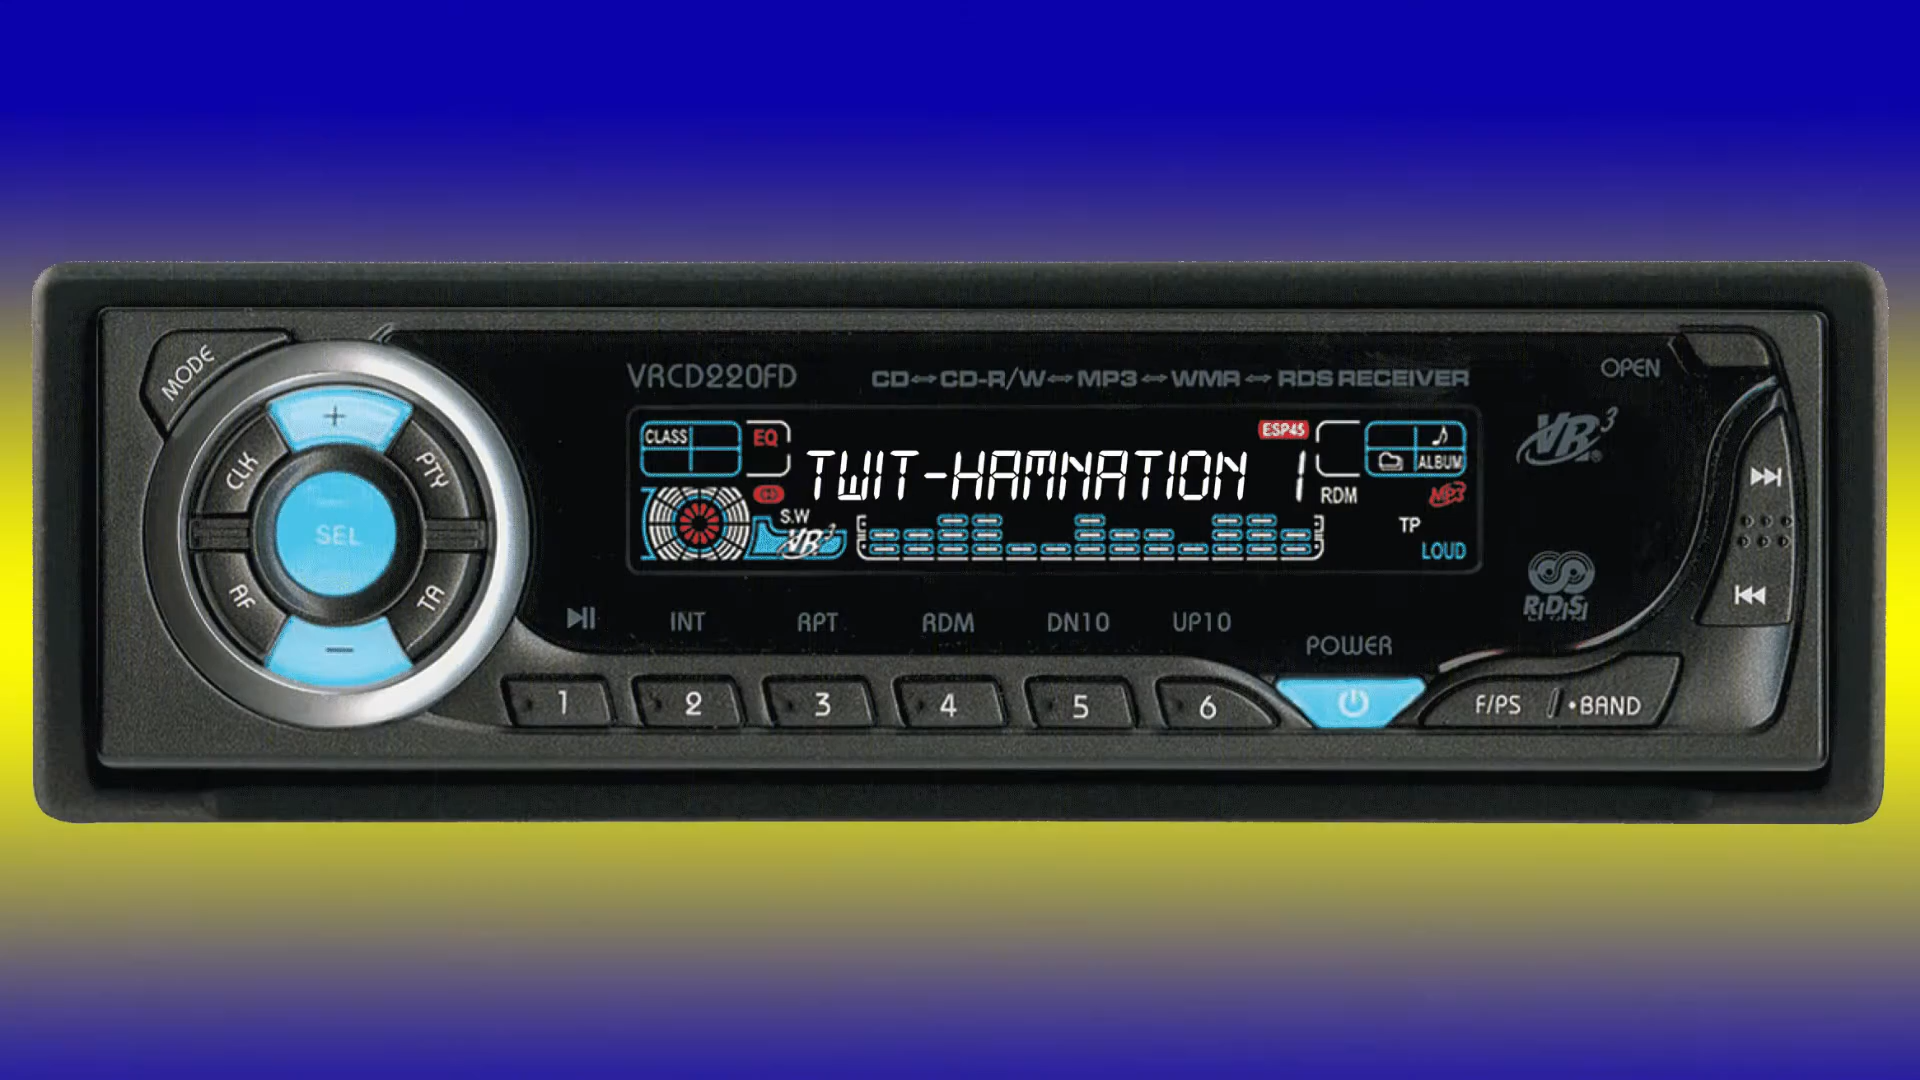 MODE
VRCD220FD
CD⇔CD-R/W⇔MP3⇔WMA⇔RDS RECEIVER
OPEN
CLASS
EQ
ESP45
ALBUM
TWIT-HAMNATION 1
RDM
MP3
S.W
VR3
TP
LOUD
VR3®
+
CLK
PTY
SEL
AF
TA
−
RDS
INT
RPT
RDM
DN10
UP10
POWER
1
2
3
4
5
6
F/PS
•BAND